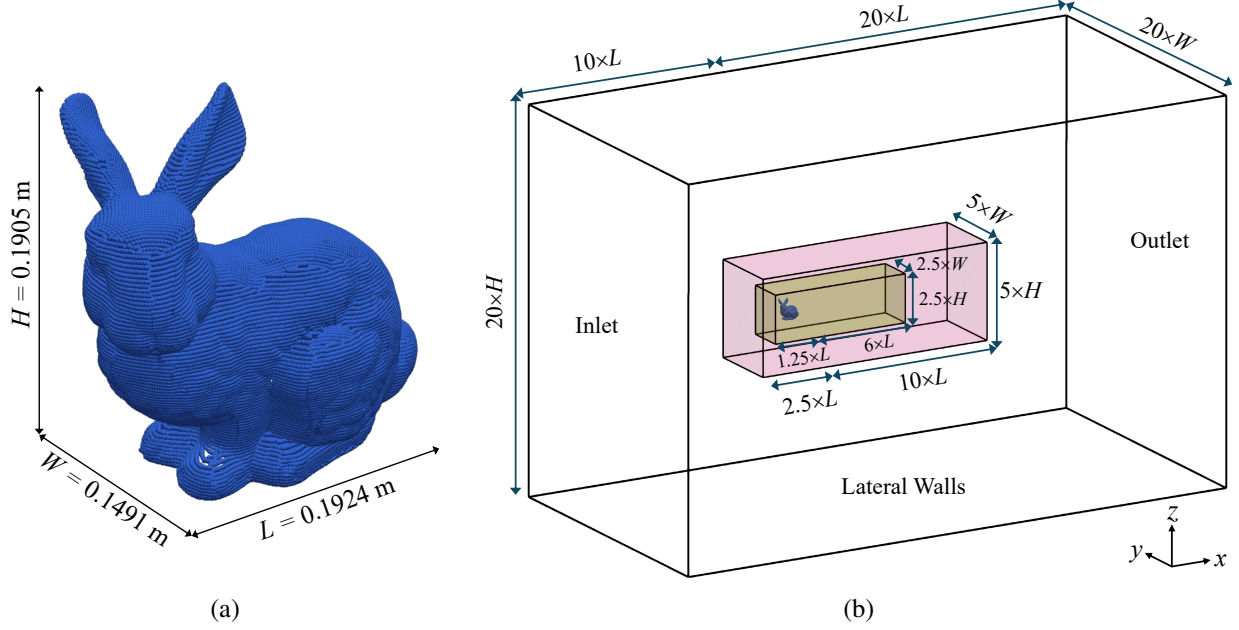 H = 0.1905 m
W = 0.1491 m
L = 0.1924 m
(a)
10×L
20×L
20×W
20×H
Inlet
5×W
2.5×W
2.5×H
5×H
1.25×L
6×L
2.5×L
10×L
Outlet
Lateral Walls
z
y
x
(b)